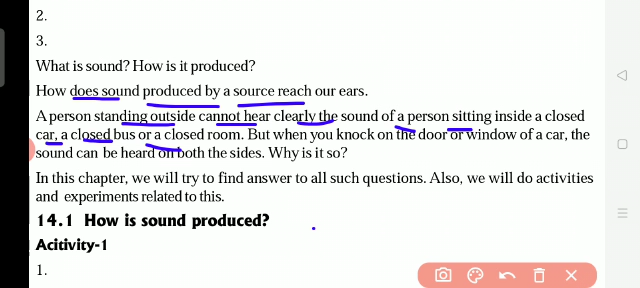 2.
3.
What is sound? How is it produced?
How does sound produced by a source reach our ears.
A person standing outside cannot hear clearly the sound of a person sitting inside a closed
car, a closed bus or a closed room. But when you knock on the door or window of a car, the
sound can be heard on both the sides. Why is it so?
In this chapter, we will try to find answer to all such questions. Also, we will do activities
and experiments related to this.
14.1 How is sound produced?
Acitivity-1
1.